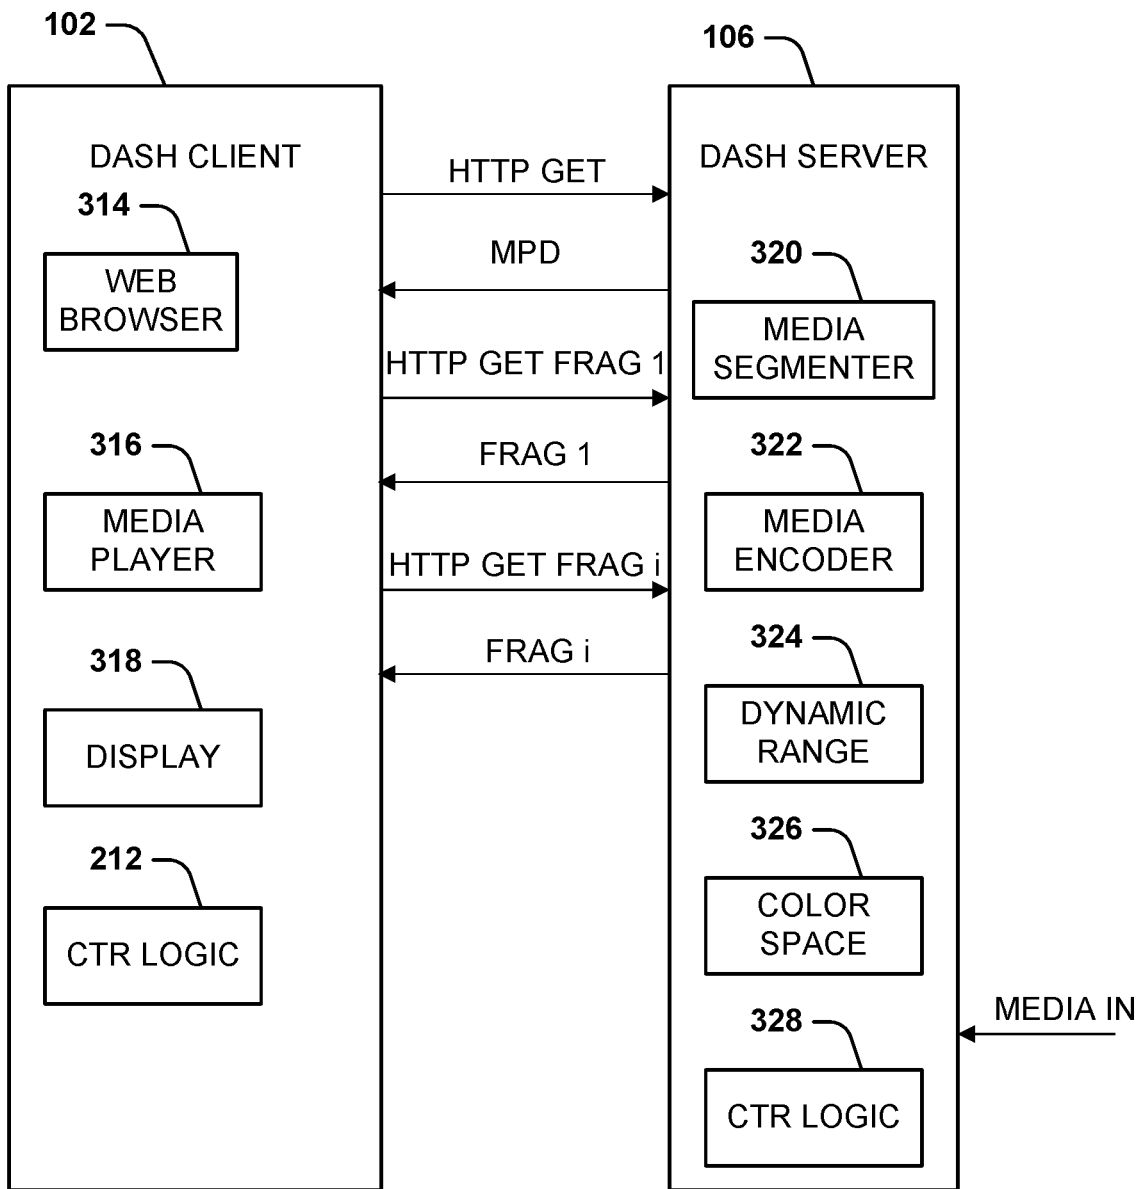 102
106
DASH CLIENT
DASH SERVER
HTTP GET
314
WEB
BROWSER
MPD
320
MEDIA
SEGMENTER
HTTP GET FRAG 1
316
MEDIA
PLAYER
FRAG 1
322
MEDIA
ENCODER
HTTP GET FRAG i
318
DISPLAY
FRAG i
324
DYNAMIC
RANGE
212
CTR LOGIC
326
COLOR
SPACE
MEDIA IN
328
CTR LOGIC